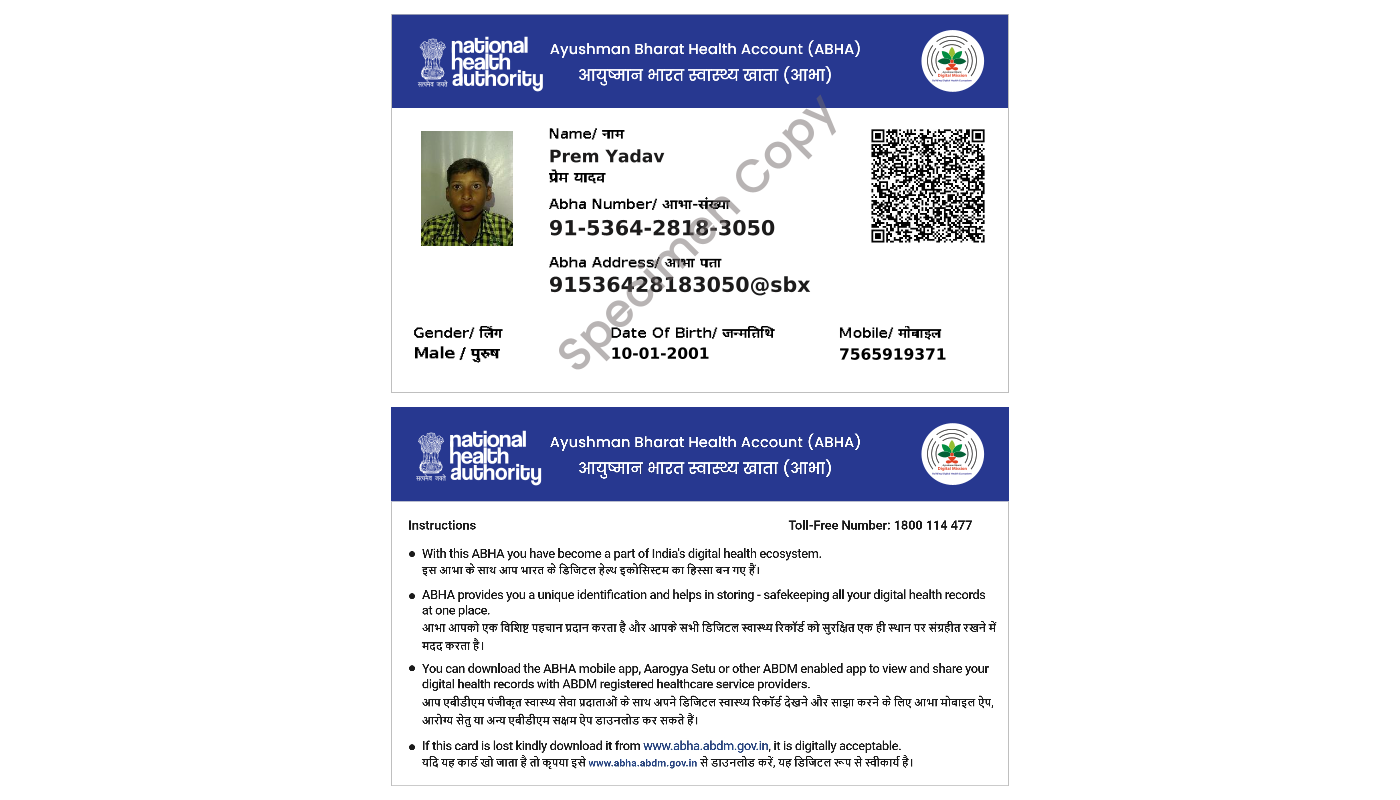 national
health
authority
सत्यमेव जयते
Ayushman Bharat Health Account (ABHA)
आयुष्मान भारत स्वास्थ्य खाता (आभा)
Digital Mission
Name/ नाम
Prem Yadav
प्रेम यादव
Abha Number/ आभा-संख्या
91-5364-2818-3050
Abha Address/ आभा पता
91536428183050@sbx
Specimen Copy
Gender/ लिंग
Male / पुरुष
Date Of Birth/ जन्मतिथि
10-01-2001
Mobile/ मोबाइल
7565919371
national
health
authority
सत्यमेव जयते
Ayushman Bharat Health Account (ABHA)
आयुष्मान भारत स्वास्थ्य खाता (आभा)
Digital Mission
Instructions
Toll-Free Number: 1800 114 477
● With this ABHA you have become a part of India's digital health ecosystem.
इस आभा के साथ आप भारत के डिजिटल हेल्थ इकोसिस्टम का हिस्सा बन गए हैं।
● ABHA provides you a unique identification and helps in storing - safekeeping all your digital health records
at one place.
आभा आपको एक विशिष्ट पहचान प्रदान करता है और आपके सभी डिजिटल स्वास्थ्य रिकॉर्ड को सुरक्षित एक ही स्थान पर संग्रहीत रखने में
मदद करता है।
● You can download the ABHA mobile app, Aarogya Setu or other ABDM enabled app to view and share your
digital health records with ABDM registered healthcare service providers.
आप एबीडीएम पंजीकृत स्वास्थ्य सेवा प्रदाताओं के साथ अपने डिजिटल स्वास्थ्य रिकॉर्ड देखने और साझा करने के लिए आभा मोबाइल ऐप,
आरोग्य सेतु या अन्य एबीडीएम सक्षम ऐप डाउनलोड कर सकते हैं।
● If this card is lost kindly download it from www.abha.abdm.gov.in, it is digitally acceptable.
यदि यह कार्ड खो जाता है तो कृपया इसे www.abha.abdm.gov.in से डाउनलोड करें, यह डिजिटल रूप से स्वीकार्य है।